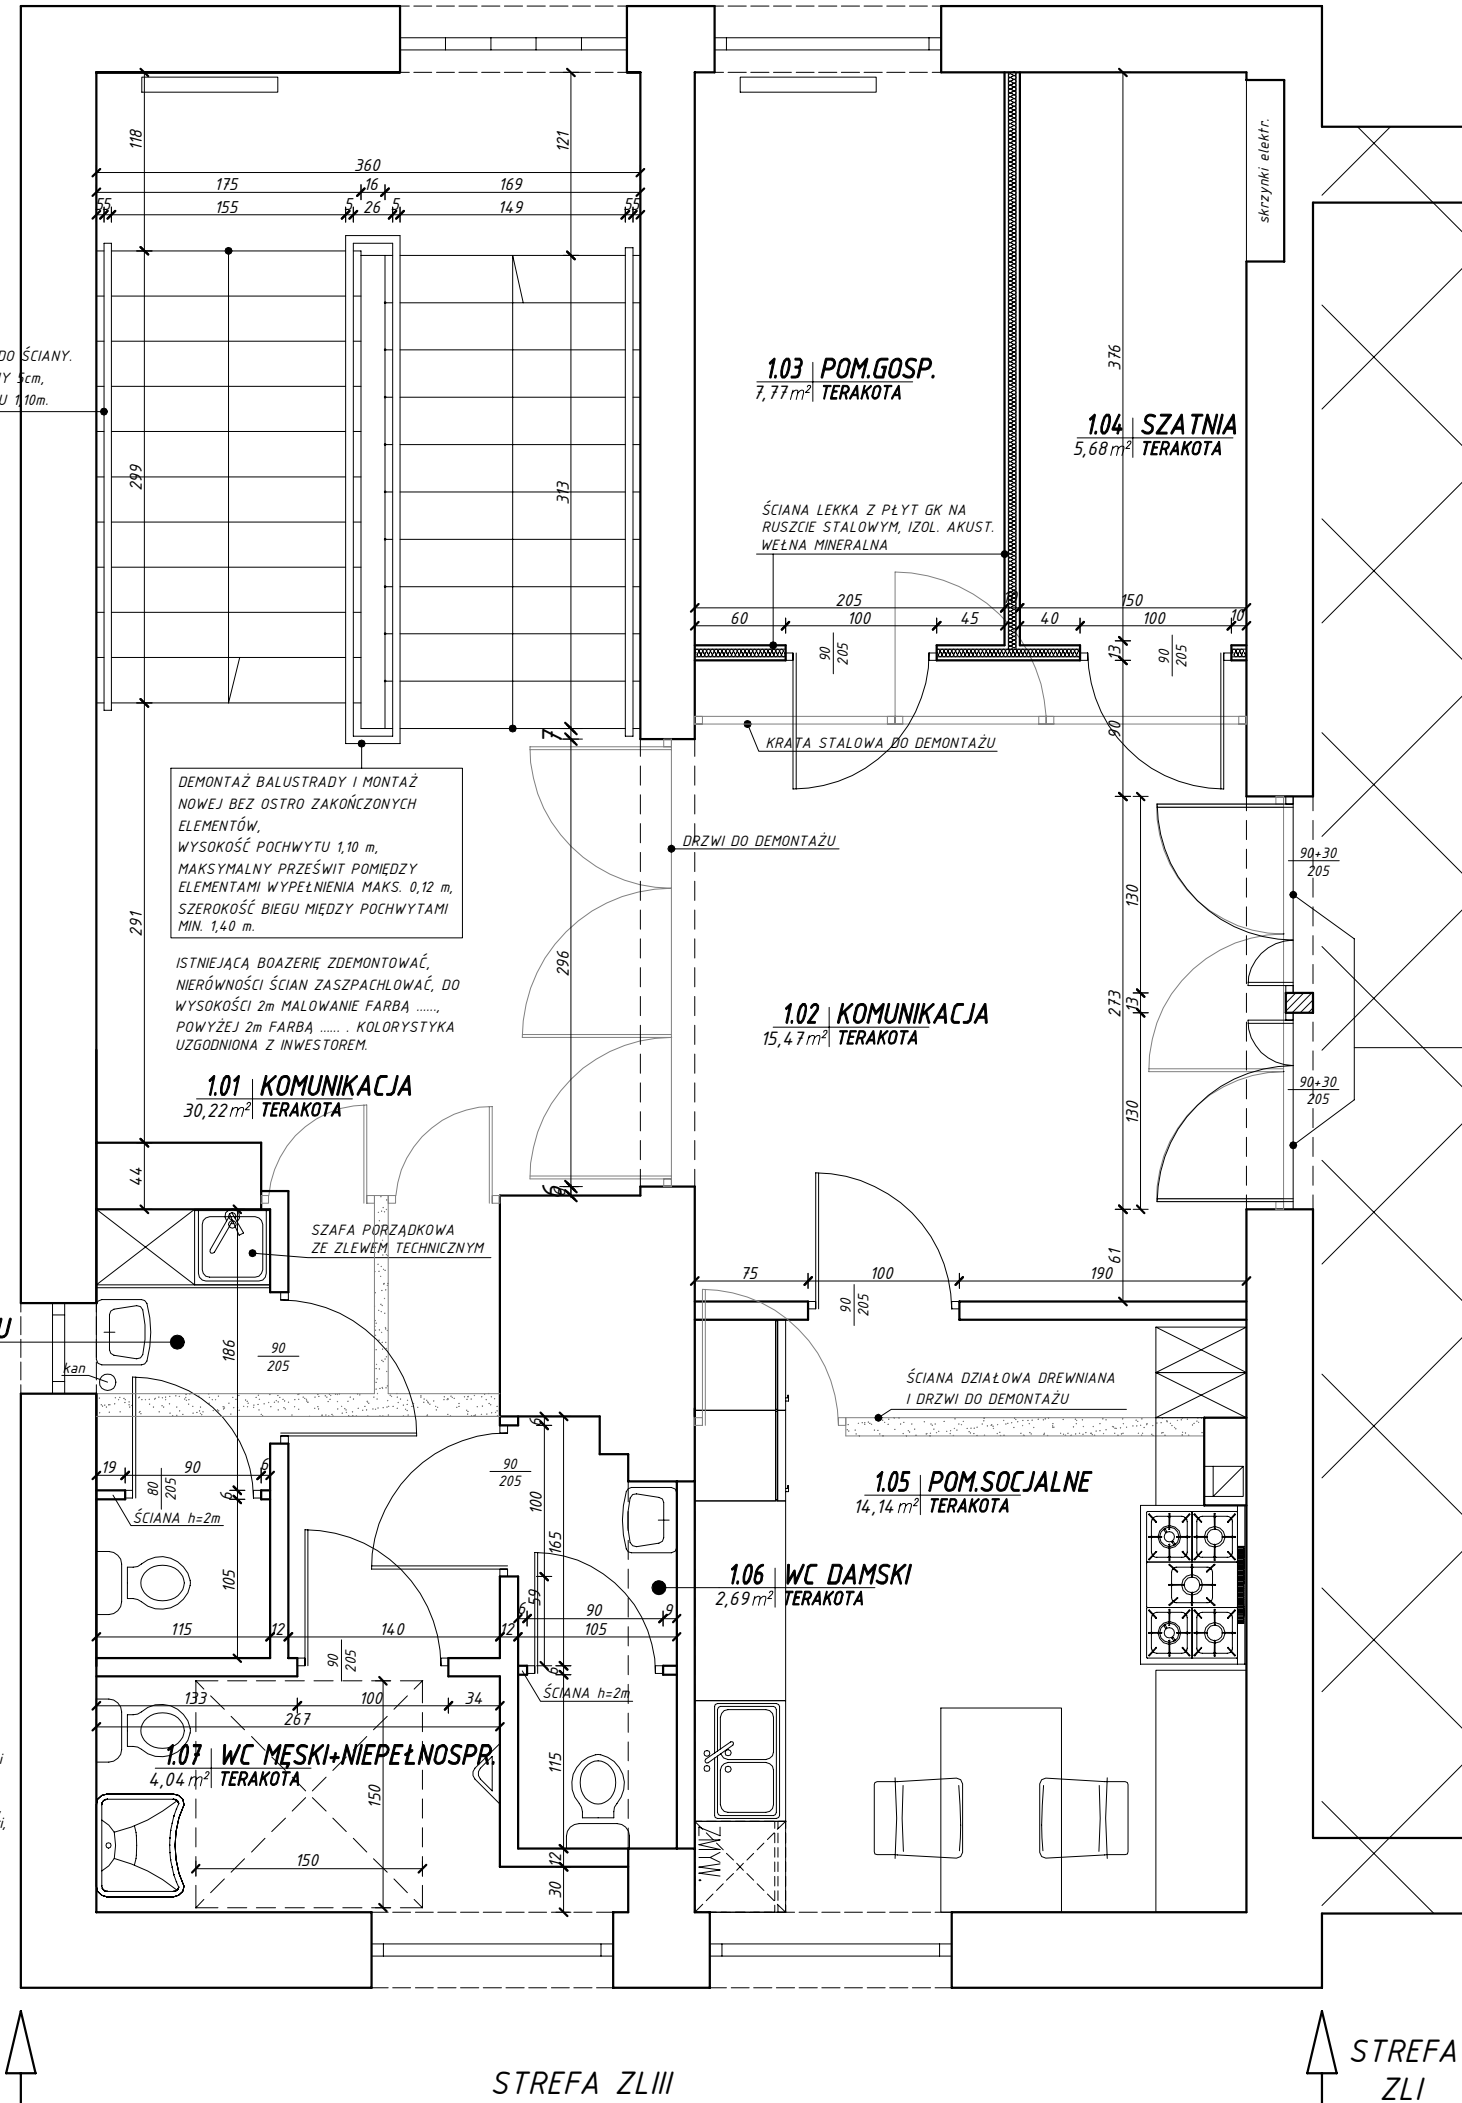 118
121
360
175
16
169
55
155
5
26
5
149
55
skrzynki elektr.
DO ŚCIANY.
5cm,
1,10m.
299
313
376
1.03 POM.GOSP.
7,77m² TERAKOTA
1.04 SZATNIA
5,68m² TERAKOTA
ŚCIANA LEKKA Z PŁYT GK NA
RUSZCIE STALOWYM, IZOL. AKUST.
WEŁNA MINERALNA
205
150
60
100
45
40
100
10
90
205
13
90
205
90
7
KRATA STALOWA DO DEMONTAŻU
DEMONTAŻ BALUSTRADY I MONTAŻ
NOWEJ BEZ OSTRO ZAKOŃCZONYCH
ELEMENTÓW,
WYSOKOŚĆ POCHWYTU 1,10 m,
MAKSYMALNY PRZEŚWIT POMIĘDZY
ELEMENTAMI WYPEŁNIENIA MAKS. 0,12 m,
SZEROKOŚĆ BIEGU MIĘDZY POCHWYTAMI
MIN. 1,40 m.
DRZWI DO DEMONTAŻU
90+30
205
130
291
296
ISTNIEJĄCĄ BOAZERIĘ ZDEMONTOWAĆ,
NIERÓWNOŚCI ŚCIAN ZASZPACHLOWAĆ, DO
WYSOKOŚCI 2m MALOWANIE FARBĄ ......,
POWYŻEJ 2m FARBĄ ...... . KOLORYSTYKA
UZGODNIONA Z INWESTOREM.
273
13
1.02 KOMUNIKACJA
15,47m² TERAKOTA
1.01 KOMUNIKACJA
30,22m² TERAKOTA
90+30
205
130
44
SZAFA PORZĄDKOWA
ZE ZLEWEM TECHNICZNYM
61
75
100
190
90
205
U
186
90
205
kan
ŚCIANA DZIAŁOWA DREWNIANA
I DRZWI DO DEMONTAŻU
19
90
6
80
205
6
ŚCIANA h=2m
90
205
6
100
165
1.05 POM.SOCJALNE
14,14m² TERAKOTA
1.06 WC DAMSKI
2,69m² TERAKOTA
105
59
6
90
9
115
12
140
12
105
90
205
6
ŚCIANA h=2m
133
100
34
267
1.07 WC MĘSKI+NIEPEŁNOSPR.
4,04m² TERAKOTA
150
115
150
12
30
ZMYW.
STREFA ZLIII
STREFA
ZLI